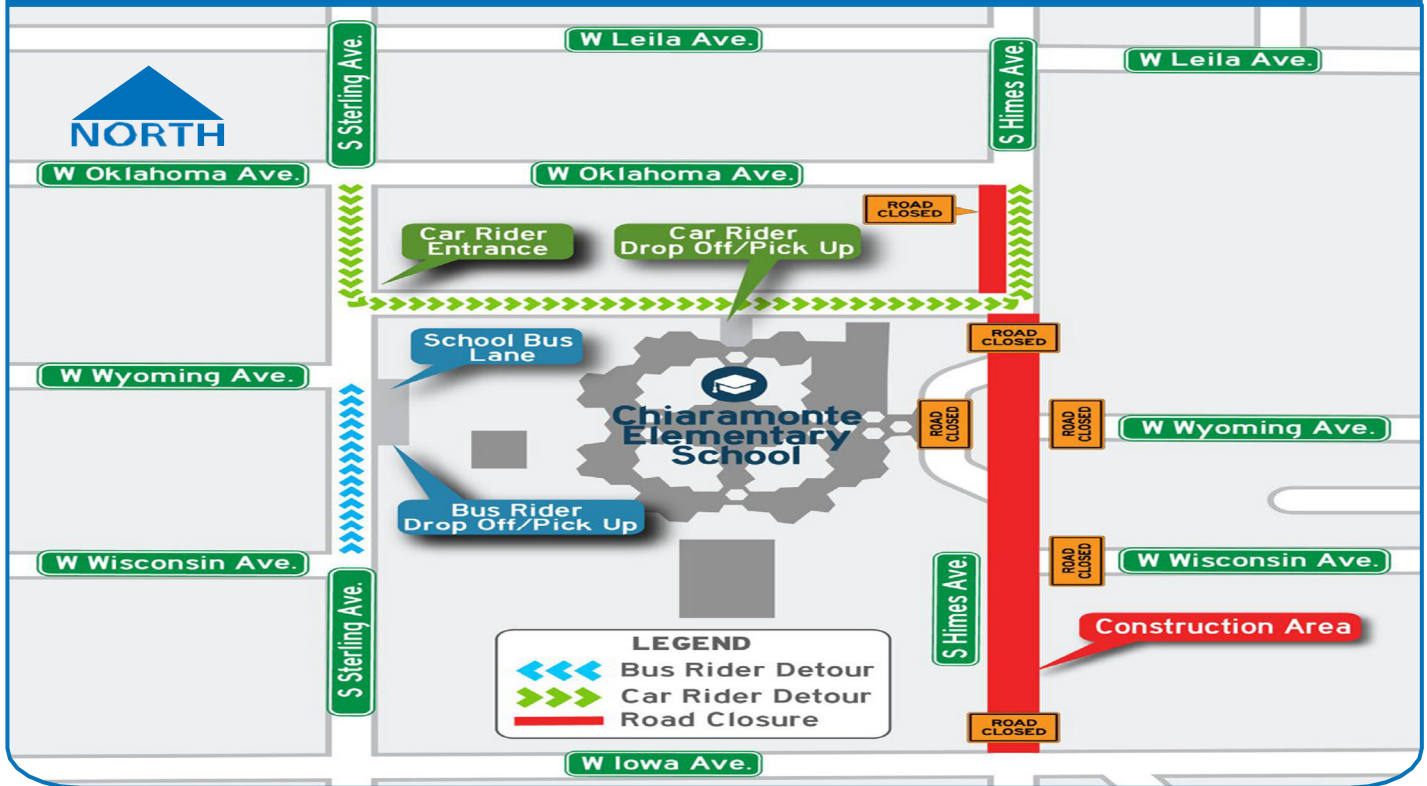 W Leila Ave.
W Leila Ave.
S Sterling Ave.
S Himes Ave.
NORTH
W Oklahoma Ave.
W Oklahoma Ave.
ROAD
CLOSED
Car Rider
Entrance
Car Rider
Drop Off/Pick Up
School Bus
Lane
ROAD
CLOSED
W Wyoming Ave.
Chiaramonte
Elementary
School
ROAD
CLOSED
ROAD
CLOSED
W Wyoming Ave.
Bus Rider
Drop Off/Pick Up
W Wisconsin Ave.
ROAD
CLOSED
W Wisconsin Ave.
S Sterling Ave.
S Himes Ave.
Construction Area
LEGEND
Bus Rider Detour
Car Rider Detour
Road Closure
ROAD
CLOSED
W Iowa Ave.